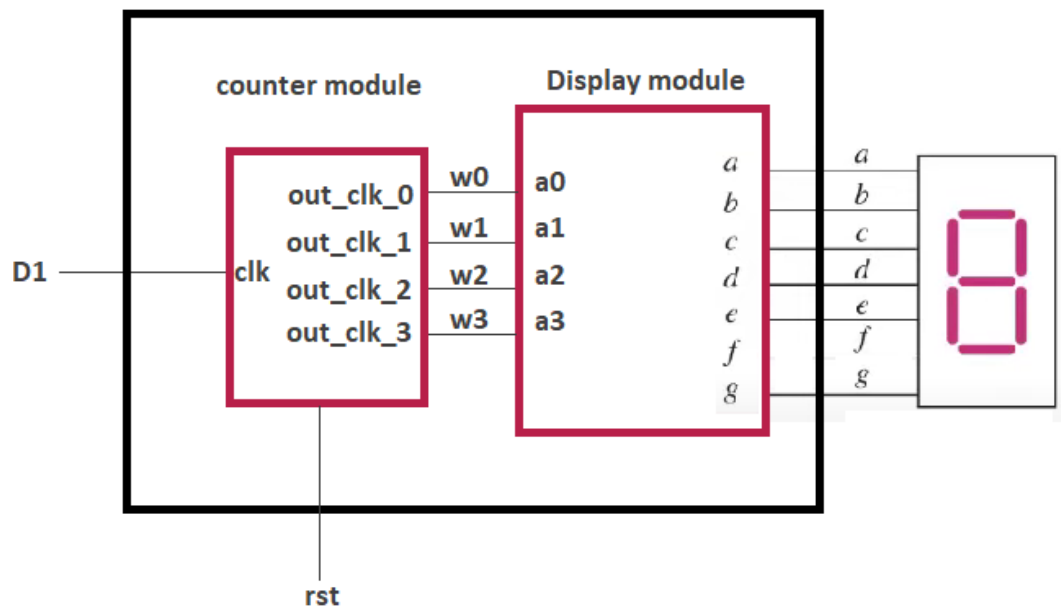 counter module
Display module
D1
clk
out_clk_0
out_clk_1
out_clk_2
out_clk_3
w0
w1
w2
w3
a0
a1
a2
a3
a
b
c
d
e
f
g
a
b
c
d
e
f
g
rst